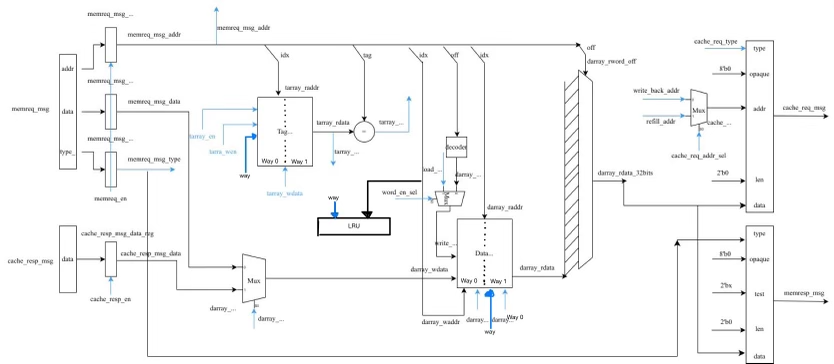 memreq_msg_...
memreq_msg_addr
memreq_msg_addr
idx
tag
idx
off
idx
off
darray_rword_off
cache_req_type
type
memreq_msg
addr
memreq_msg_...
tarray_raddr
8'b0
opaque
data
memreq_msg_data
write_back_addr
Mux
addr
cache_req_msg
tarray_en
tarray_rdata
tarray_...
refill_addr
cache_...
memreq_msg_...
tarra_wen
Tag...
=
type_
Way 0
Way 1
tarray_...
decoder
cache_req_addr_sel
memreq_msg_type
way
load_...
darray_...
darray_rdata_32bits
2'b0
len
memreq_en
tarray_wdata
word_en_sel
data
way
darray_raddr
LRU
cache_resp_msg_data_reg
type
write_...
cache_resp_msg
data
cache_resp_msg_data
Data...
8'b0
opaque
Mux
darray_wdata
darray_rdata
Way 0
Way 1
2'bx
test
memresp_msg
cache_resp_en
darray_...
darray_...
darray_waddr
darray_...
darray_...
Way 0
way
2'b0
len
data